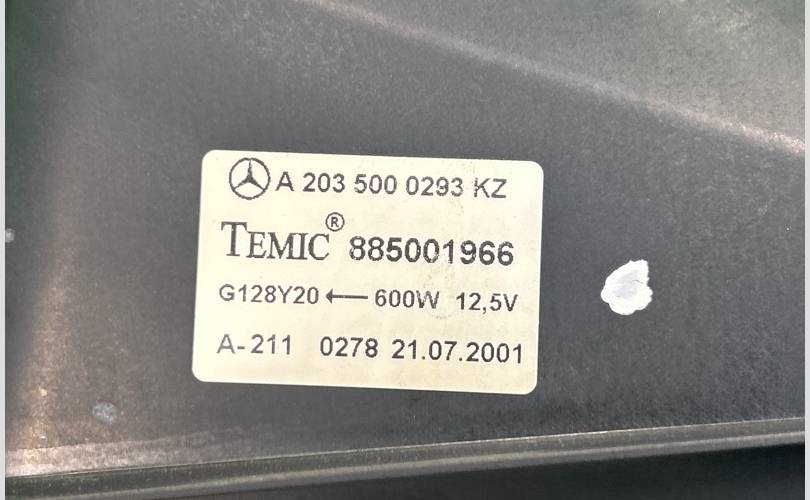 A 203 500 0293 KZ
TEMIC® 885001966
G128Y20 ← 600W 12,5V
A-211 0278 21.07.2001